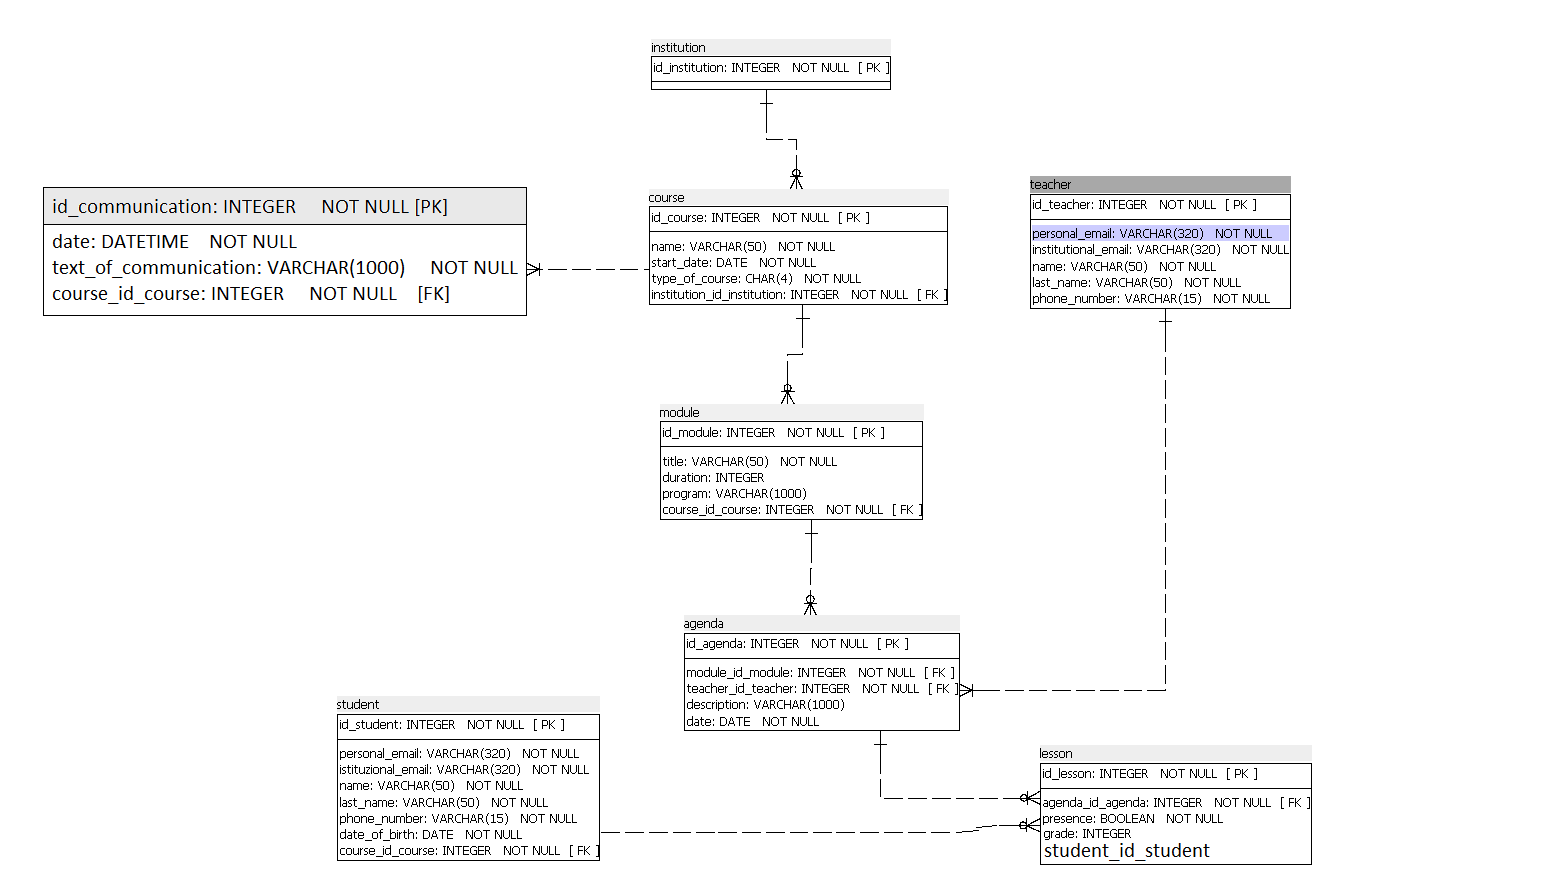 institution
id_institution: INTEGER NOT NULL [ PK ]
id_communication: INTEGER NOT NULL [PK]
date: DATETIME NOT NULL
text_of_communication: VARCHAR(1000) NOT NULL
course_id_course: INTEGER NOT NULL [FK]
course
id_course: INTEGER NOT NULL [ PK ]
name: VARCHAR(50) NOT NULL
start_date: DATE NOT NULL
type_of_course: CHAR(4) NOT NULL
institution_id_institution: INTEGER NOT NULL [ FK ]
teacher
id_teacher: INTEGER NOT NULL [ PK ]
personal_email: VARCHAR(320) NOT NULL
institutional_email: VARCHAR(320) NOT NULL
name: VARCHAR(50) NOT NULL
last_name: VARCHAR(50) NOT NULL
phone_number: VARCHAR(15) NOT NULL
module
id_module: INTEGER NOT NULL [ PK ]
title: VARCHAR(50) NOT NULL
duration: INTEGER
program: VARCHAR(1000)
course_id_course: INTEGER NOT NULL [ FK ]
agenda
id_agenda: INTEGER NOT NULL [ PK ]
module_id_module: INTEGER NOT NULL [ FK ]
teacher_id_teacher: INTEGER NOT NULL [ FK ]
description: VARCHAR(1000)
date: DATE NOT NULL
student
id_student: INTEGER NOT NULL [ PK ]
personal_email: VARCHAR(320) NOT NULL
istituzional_email: VARCHAR(320) NOT NULL
name: VARCHAR(50) NOT NULL
last_name: VARCHAR(50) NOT NULL
phone_number: VARCHAR(15) NOT NULL
date_of_birth: DATE NOT NULL
course_id_course: INTEGER NOT NULL [ FK ]
lesson
id_lesson: INTEGER NOT NULL [ PK ]
agenda_id_agenda: INTEGER NOT NULL [ FK ]
presence: BOOLEAN NOT NULL
grade: INTEGER
student_id_student